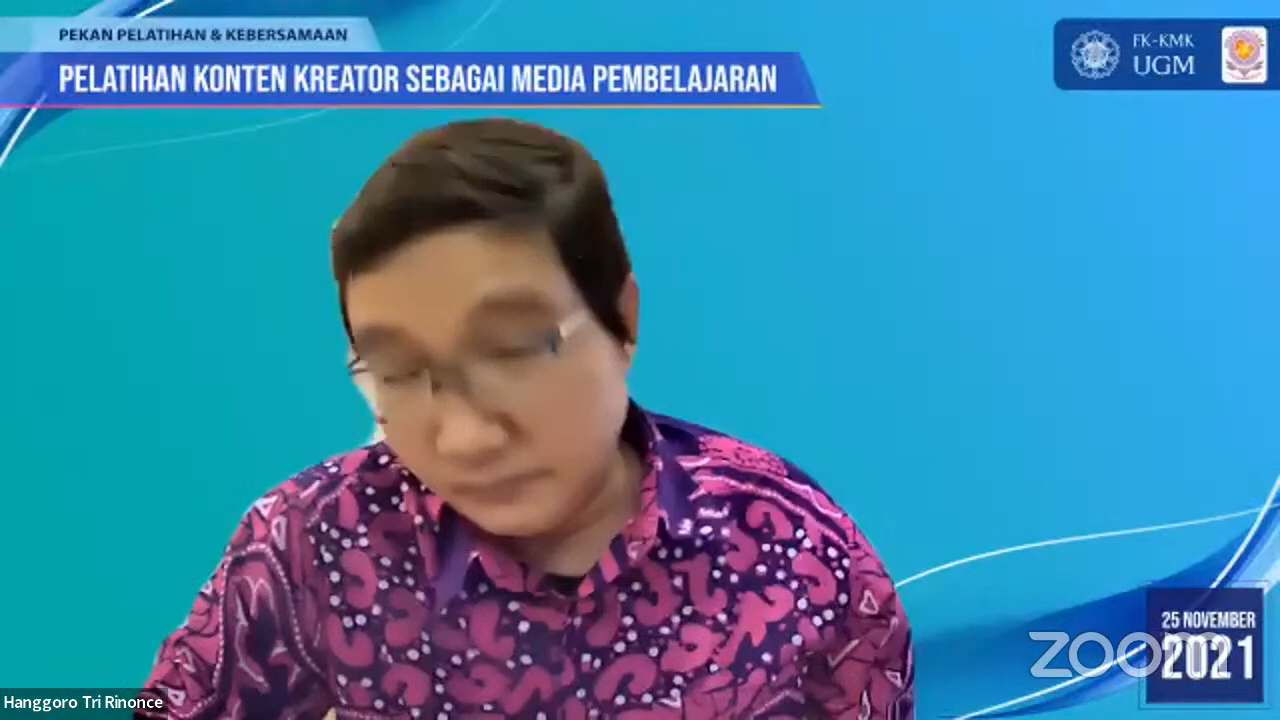 PEKAN PELATIHAN & KEBERSAMAAN
PELATIHAN KONTEN KREATOR SEBAGAI MEDIA PEMBELAJARAN
FK-KMK
UGM
25 NOVEMBER
2021
zoom
Hanggoro Tri Rinonce